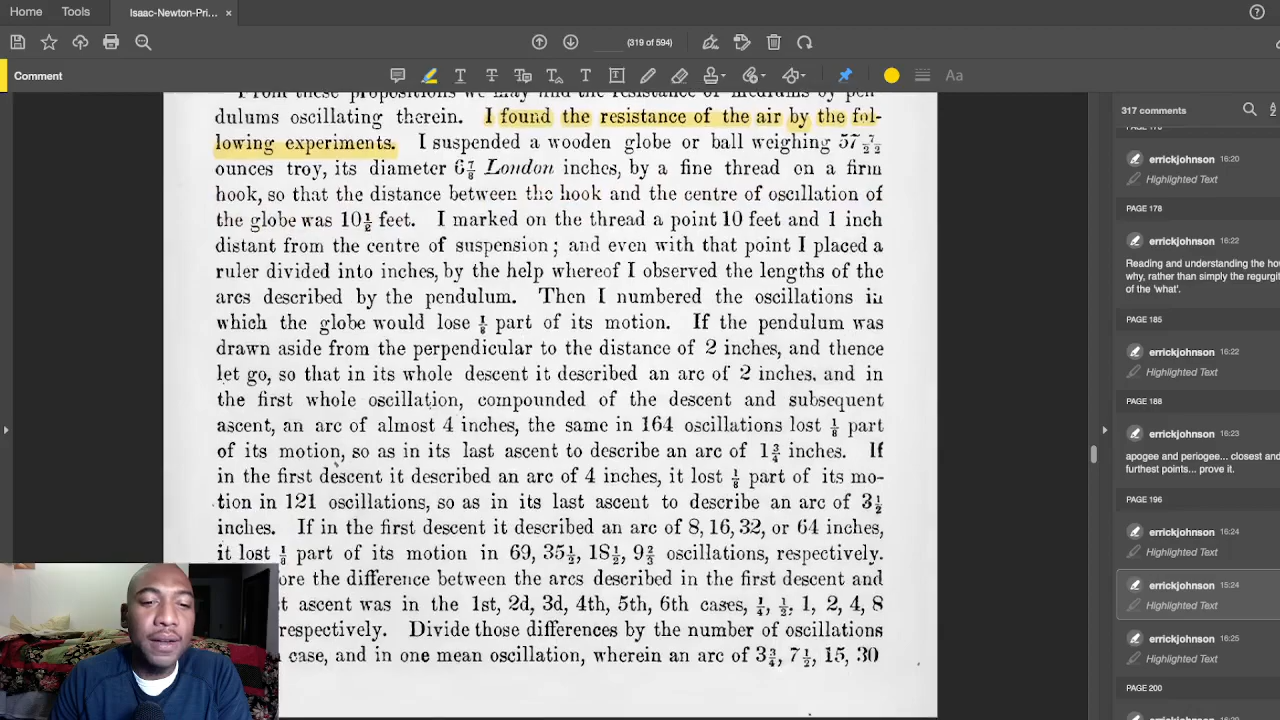 Home
Tools
Isaac-Newton-Pri...
(319 of 594)
Comment
Aa
From these propositions we may find the resistance of mediums by pen-
dulums oscillating therein. I found the resistance of the air by the fol-
lowing experiments. I suspended a wooden globe or ball weighing 57 7/22
ounces troy, its diameter 6⅞ London inches, by a fine thread on a firm
hook, so that the distance between the hook and the centre of oscillation of
the globe was 10½ feet. I marked on the thread a point 10 feet and 1 inch
distant from the centre of suspension ; and even with that point I placed a
ruler divided into inches, by the help whereof I observed the lengths of the
arcs described by the pendulum. Then I numbered the oscillations in
which the globe would lose ⅛ part of its motion. If the pendulum was
drawn aside from the perpendicular to the distance of 2 inches, and thence
let go, so that in its whole descent it described an arc of 2 inches, and in
the first whole oscillation, compounded of the descent and subsequent
ascent, an arc of almost 4 inches, the same in 164 oscillations lost ⅛ part
of its motion, so as in its last ascent to describe an arc of 1¾ inches. If
in the first descent it described an arc of 4 inches, it lost ⅛ part of its mo-
tion in 121 oscillations, so as in its last ascent to describe an arc of 3½
inches. If in the first descent it described an arc of 8, 16, 32, or 64 inches,
it lost ⅛ part of its motion in 69, 35½, 18½, 9⅔ oscillations, respectively.
ore the difference between the arcs described in the first descent and
t ascent was in the 1st, 2d, 3d, 4th, 5th, 6th cases, ¼, ½, 1, 2, 4, 8
respectively. Divide those differences by the number of oscillations
case, and in one mean oscillation, wherein an arc of 3¾, 7½, 15, 30
317 comments
errickjohnson 16:20
Highlighted Text
PAGE 178
errickjohnson 16:22
Reading and understanding the how
why, rather than simply the regurgit
of the 'what'.
PAGE 185
errickjohnson 16:22
Highlighted Text
PAGE 188
errickjohnson 16:23
apogee and periogee... closest and
furthest points... prove it.
PAGE 196
errickjohnson 16:24
Highlighted Text
errickjohnson 15:24
Highlighted Text
errickjohnson 16:25
Highlighted Text
PAGE 200